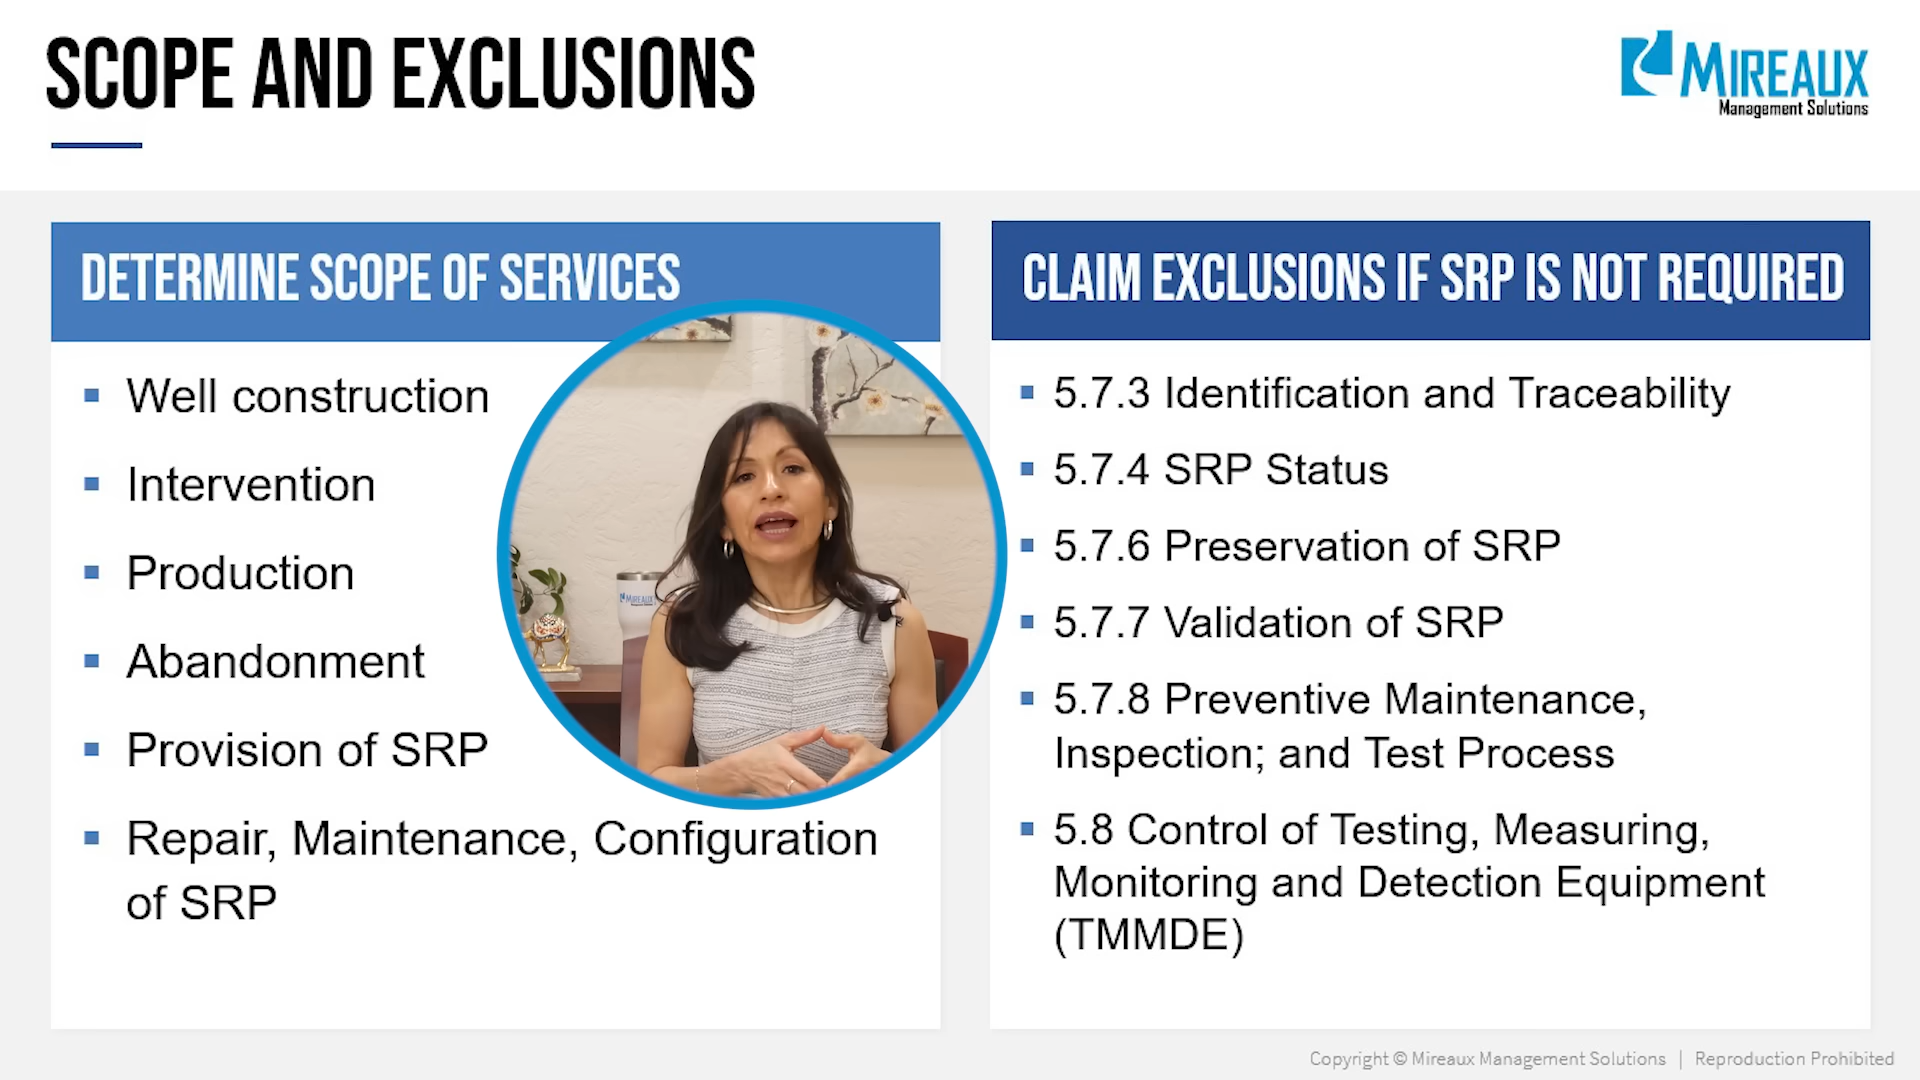 SCOPE AND EXCLUSIONS
MIREAUX
Management Solutions
DETERMINE SCOPE OF SERVICES
Well construction
Intervention
Production
Abandonment
Provision of SRP
Repair, Maintenance, Configuration
of SRP
MIREAUX
CLAIM EXCLUSIONS IF SRP IS NOT REQUIRED
5.7.3 Identification and Traceability
5.7.4 SRP Status
5.7.6 Preservation of SRP
5.7.7 Validation of SRP
5.7.8 Preventive Maintenance,
Inspection; and Test Process
5.8 Control of Testing, Measuring,
Monitoring and Detection Equipment
(TMMDE)
Copyright © Mireaux Management Solutions | Reproduction Prohibited